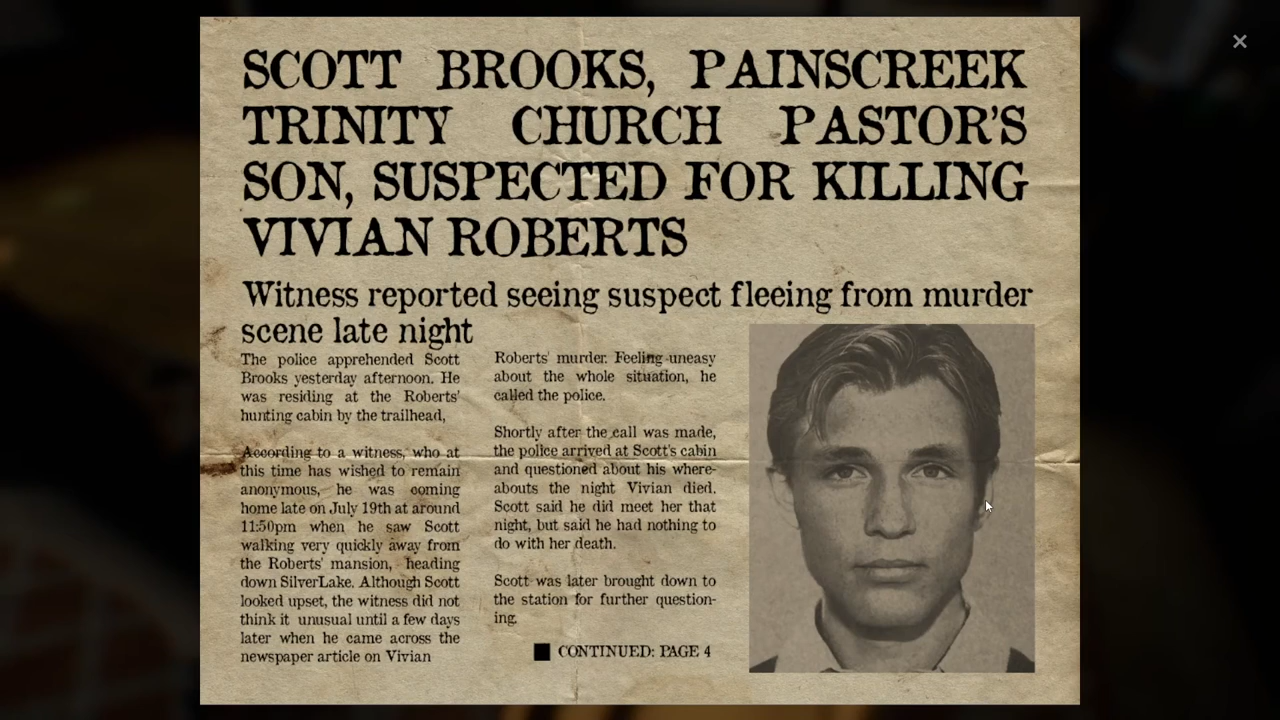 SCOTT BROOKS, PAINSCREEK
TRINITY CHURCH PASTOR'S
SON, SUSPECTED FOR KILLING
VIVIAN ROBERTS
Witness reported seeing suspect fleeing from murder
scene late night
The police apprehended Scott
Brooks yesterday afternoon. He
was residing at the Roberts'
hunting cabin by the trailhead,
According to a witness, who at
this time has wished to remain
anonymous, he was coming
home late on July 19th at around
11:50pm when he saw Scott
walking very quickly away from
the Roberts' mansion, heading
down SilverLake. Although Scott
looked upset, the witness did not
think it unusual until a few days
later when he came across the
newspaper article on Vivian
Roberts' murder. Feeling uneasy
about the whole situation, he
called the police.
Shortly after the call was made,
the police arrived at Scott's cabin
and questioned about his where-
abouts the night Vivian died.
Scott said he did meet her that
night, but said he had nothing to
do with her death.
Scott was later brought down to
the station for further question-
ing.
CONTINUED: PAGE 4